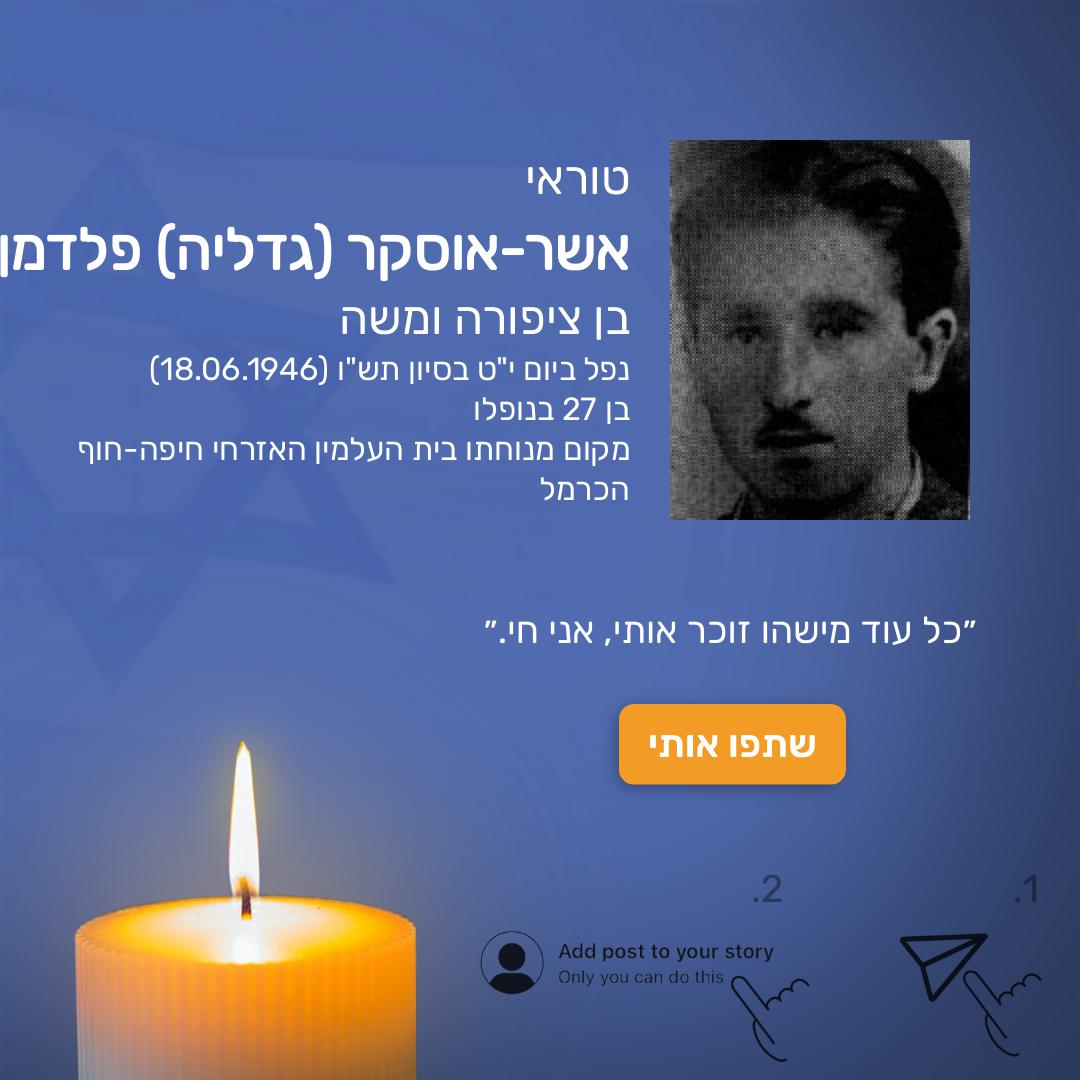 טוראי
אשר-אוסקר (גדליה) פלדמן
בן ציפורה ומשה
נפל ביום י"ט בסיון תש"ו (18.06.1946)
בן 27 בנופלו
מקום מנוחתו בית העלמין האזרחי חיפה-חוף
הכרמל
״כל עוד מישהו זוכר אותי, אני חי.״
שתפו אותי
.1
.2
Add post to your story
Only you can do this